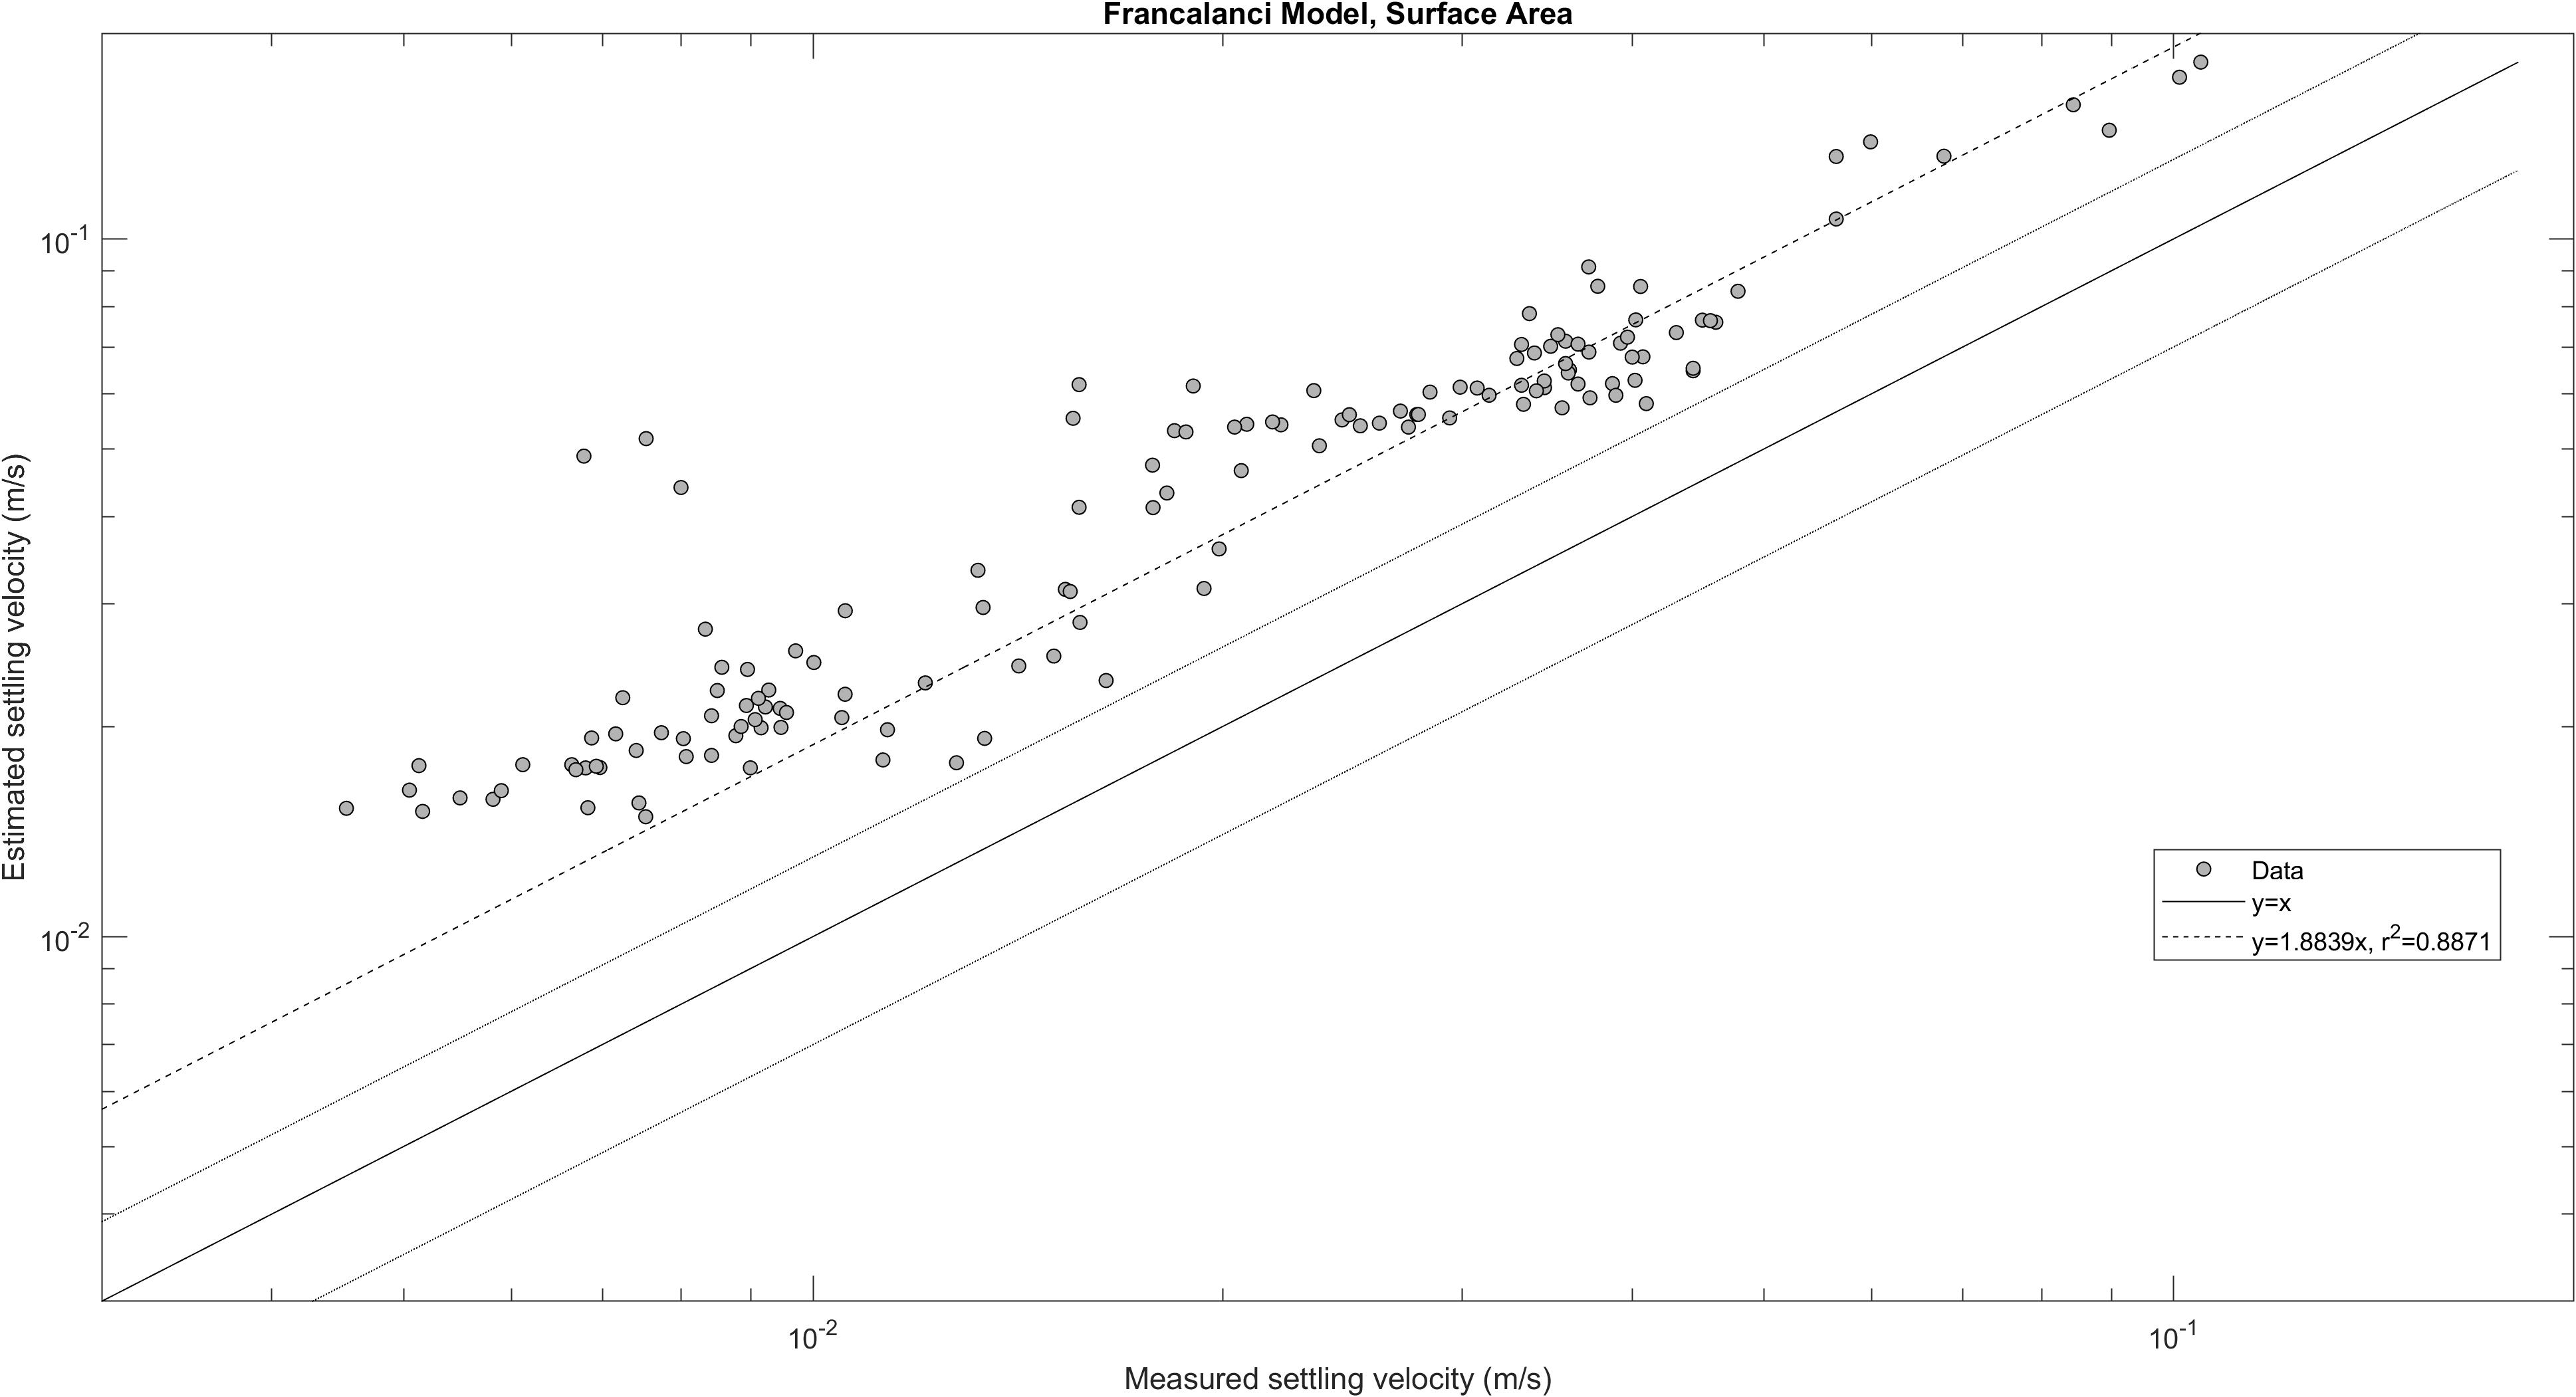 Francalanci Model, Surface Area
Estimated settling velocity (m/s)
10-1
10-2
Data
y=x
y=1.8839x, r2=0.8871
10-2
10-1
Measured settling velocity (m/s)